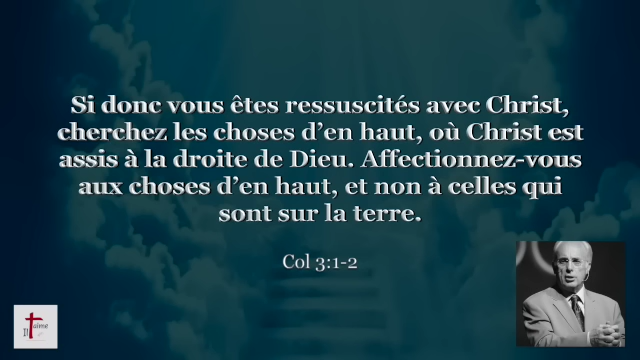 Si donc vous êtes ressuscités avec Christ,
cherchez les choses d’en haut, où Christ est
assis à la droite de Dieu. Affectionnez-vous
aux choses d’en haut, et non à celles qui
sont sur la terre.
Col 3:1-2
Il t'aime